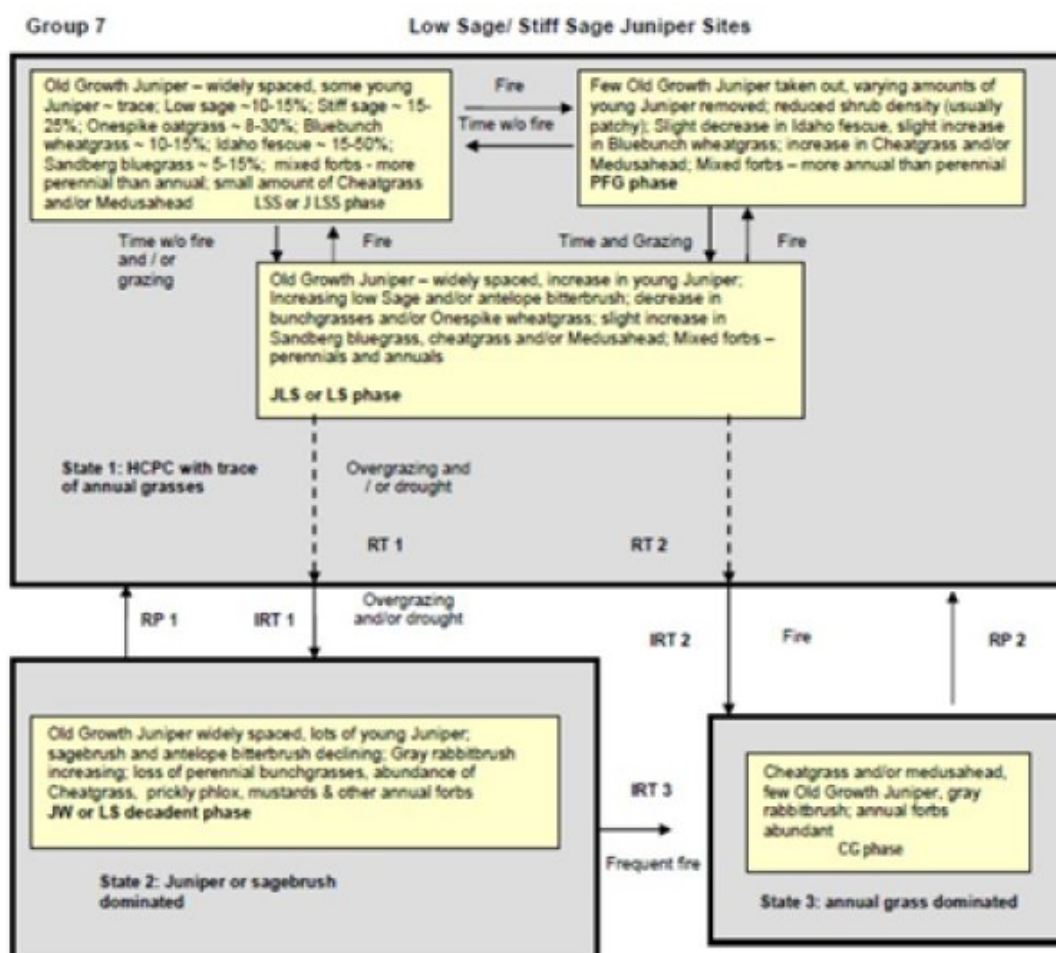 Group 7
Low Sage/ Stiff Sage Juniper Sites
Old Growth Juniper – widely spaced, some young
Juniper ~ trace; Low sage ~10-15%; Stiff sage ~ 15-
25%; Onespike oatgrass ~ 8-30%; Bluebunch
wheatgrass ~ 10-15%; Idaho fescue ~ 15-50%;
Sandberg bluegrass ~ 5-15%; mixed forbs - more
perennial than annual; small amount of Cheatgrass
and/or Medusahead LSS or J LSS phase
Fire
Time w/o fire
Few Old Growth Juniper taken out, varying amounts of
young Juniper removed; reduced shrub density (usually
patchy); Slight decrease in Idaho fescue, slight increase
in Bluebunch wheatgrass; increase in Cheatgrass and/or
Medusahead; Mixed forbs – more annual than perennial
PFG phase
Time w/o fire
and / or
grazing
Fire
Time and Grazing
Fire
Old Growth Juniper – widely spaced, increase in young Juniper;
Increasing low Sage and/or antelope bitterbrush; decrease in
bunchgrasses and/or Onespike wheatgrass; slight increase in
Sandberg bluegrass, cheatgrass and/or Medusahead; Mixed forbs –
perennials and annuals
JLS or LS phase
State 1: HCPC with trace
of annual grasses
Overgrazing and
/ or drought
RT 1
RT 2
RP 1
IRT 1
Overgrazing
and/or drought
IRT 2
Fire
RP 2
Old Growth Juniper widely spaced, lots of young Juniper;
sagebrush and antelope bitterbrush declining; Gray rabbitbrush
increasing; loss of perennial bunchgrasses, abundance of
Cheatgrass, prickly phlox, mustards & other annual forbs
JW or LS decadent phase
State 2: Juniper or sagebrush
dominated
IRT 3
Frequent fire
Cheatgrass and/or medusahead,
few Old Growth Juniper, gray
rabbitbrush; annual forbs
abundant
CG phase
State 3: annual grass dominated